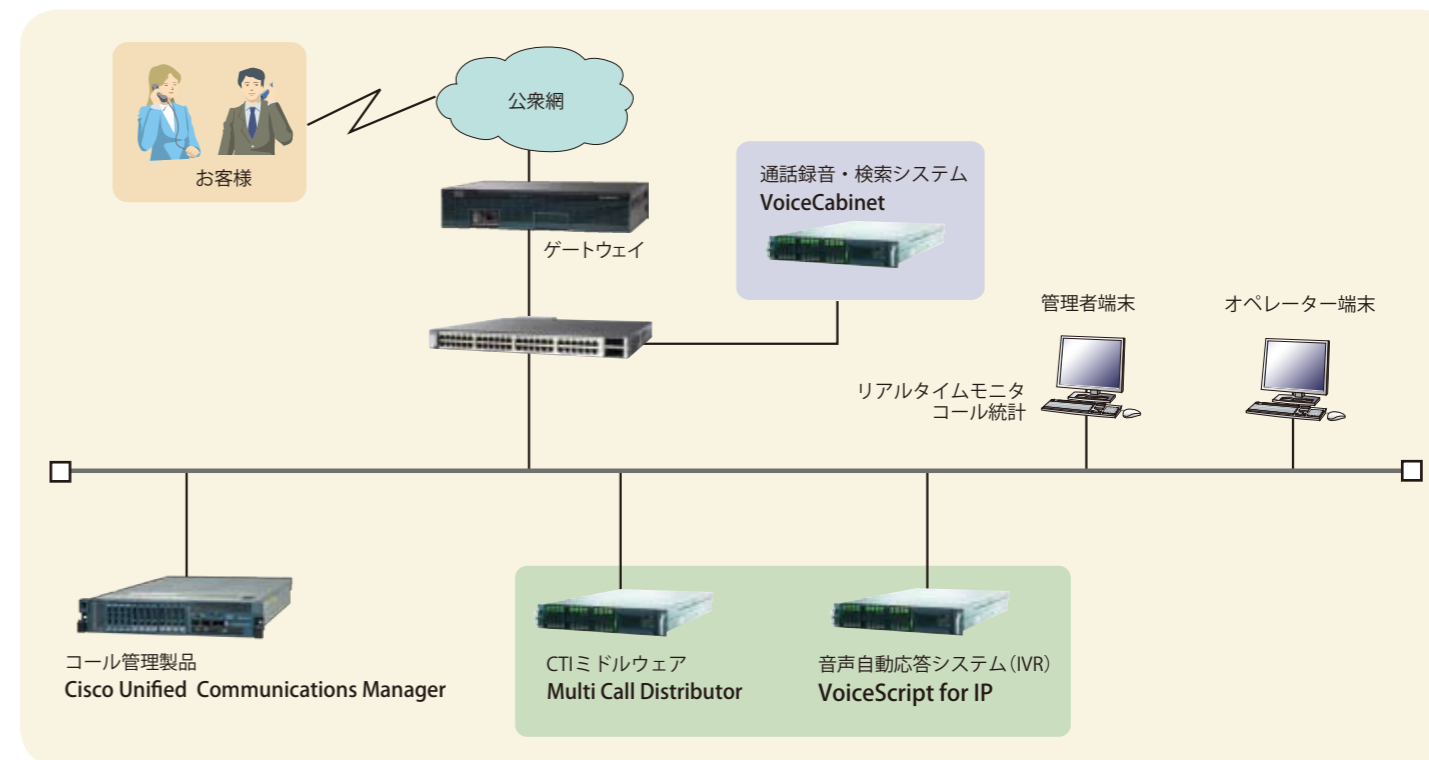 公衆網
お客様
通話録音・検索システム
VoiceCabinet
ゲートウェイ
管理者端末
オペレーター端末
リアルタイムモニタ
コール統計
コール管理製品
Cisco Unified Communications Manager
CTIミドルウェア
Multi Call Distributor
音声自動応答システム(IVR)
VoiceScript for IP